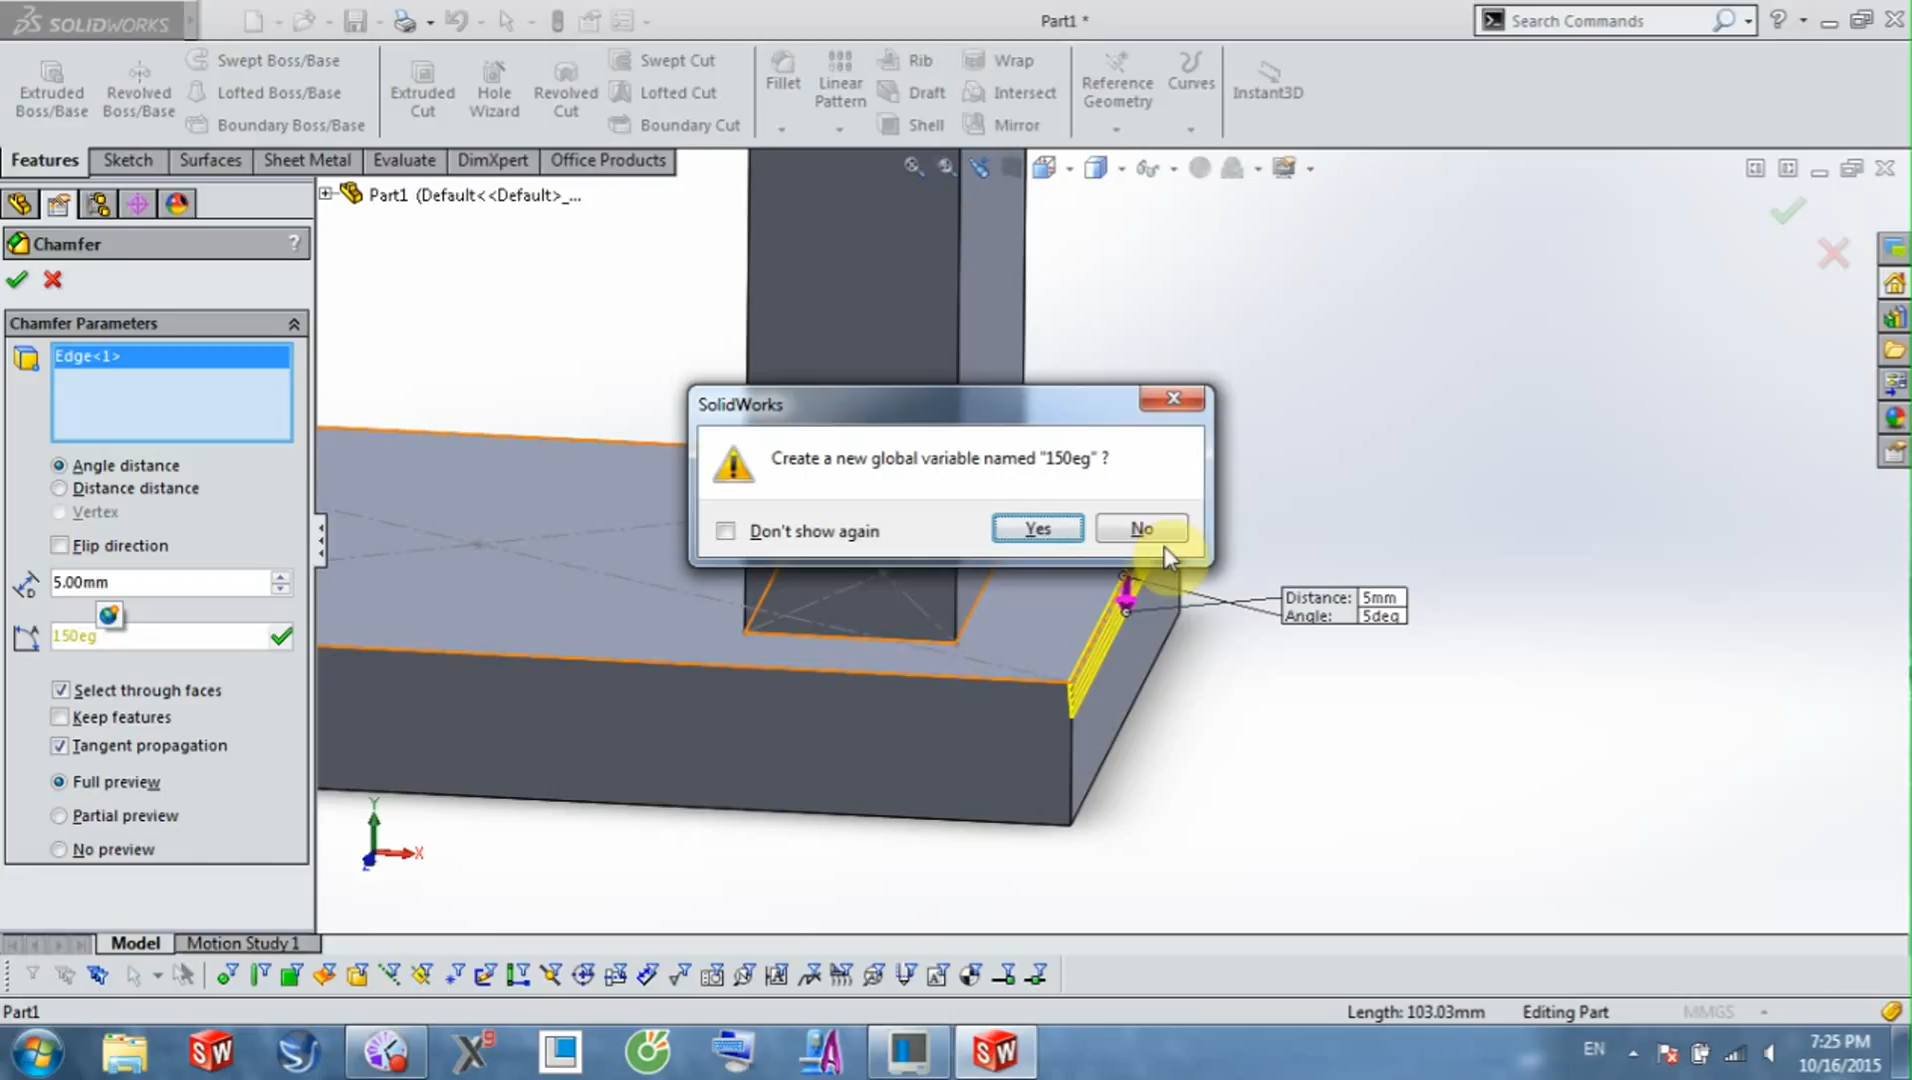 SOLIDWORKS
Part1 *
Search Commands
Extruded Boss/Base
Revolved Boss/Base
Swept Boss/Base
Lofted Boss/Base
Boundary Boss/Base
Extruded Cut
Hole Wizard
Revolved Cut
Swept Cut
Lofted Cut
Boundary Cut
Fillet
Linear Pattern
Rib
Draft
Shell
Wrap
Intersect
Mirror
Reference Geometry
Curves
Instant3D
Features
Sketch
Surfaces
Sheet Metal
Evaluate
DimXpert
Office Products
Part1 (Default<<Default>_...
Chamfer
?
Chamfer Parameters
Edge<1>
Angle distance
Distance distance
Vertex
Flip direction
5.00mm
150eg
Select through faces
Keep features
Tangent propagation
Full preview
Partial preview
No preview
SolidWorks
Create a new global variable named "150eg" ?
Don't show again
Yes
No
Distance: 5mm
Angle: 5deg
Y
X
Z
Model
Motion Study 1
Part1
Length: 103.03mm
Editing Part
MMGS
EN
7:25 PM
10/16/2015